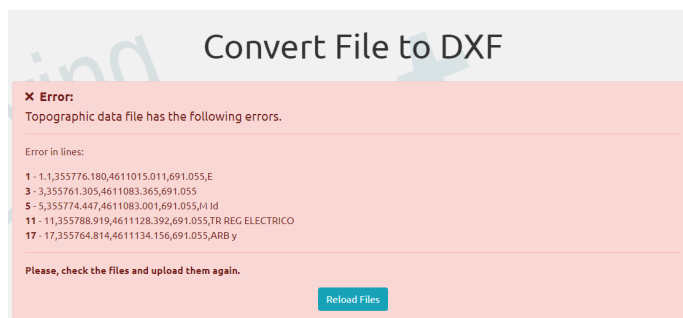 Convert File to DXF
× Error:
Topographic data file has the following errors.
Error in lines:
1 - 1.1,355776.180,4611015.011,691.055,E
3 - 3,355761.305,4611083.365,691.055
5 - 5,355774.447,4611083.001,691.055,M Id
11 - 11,355788.919,4611128.392,691.055,TR REG ELECTRICO
17 - 17,355764.814,4611134.156,691.055,ARB y
Please, check the files and upload them again.
Reload Files